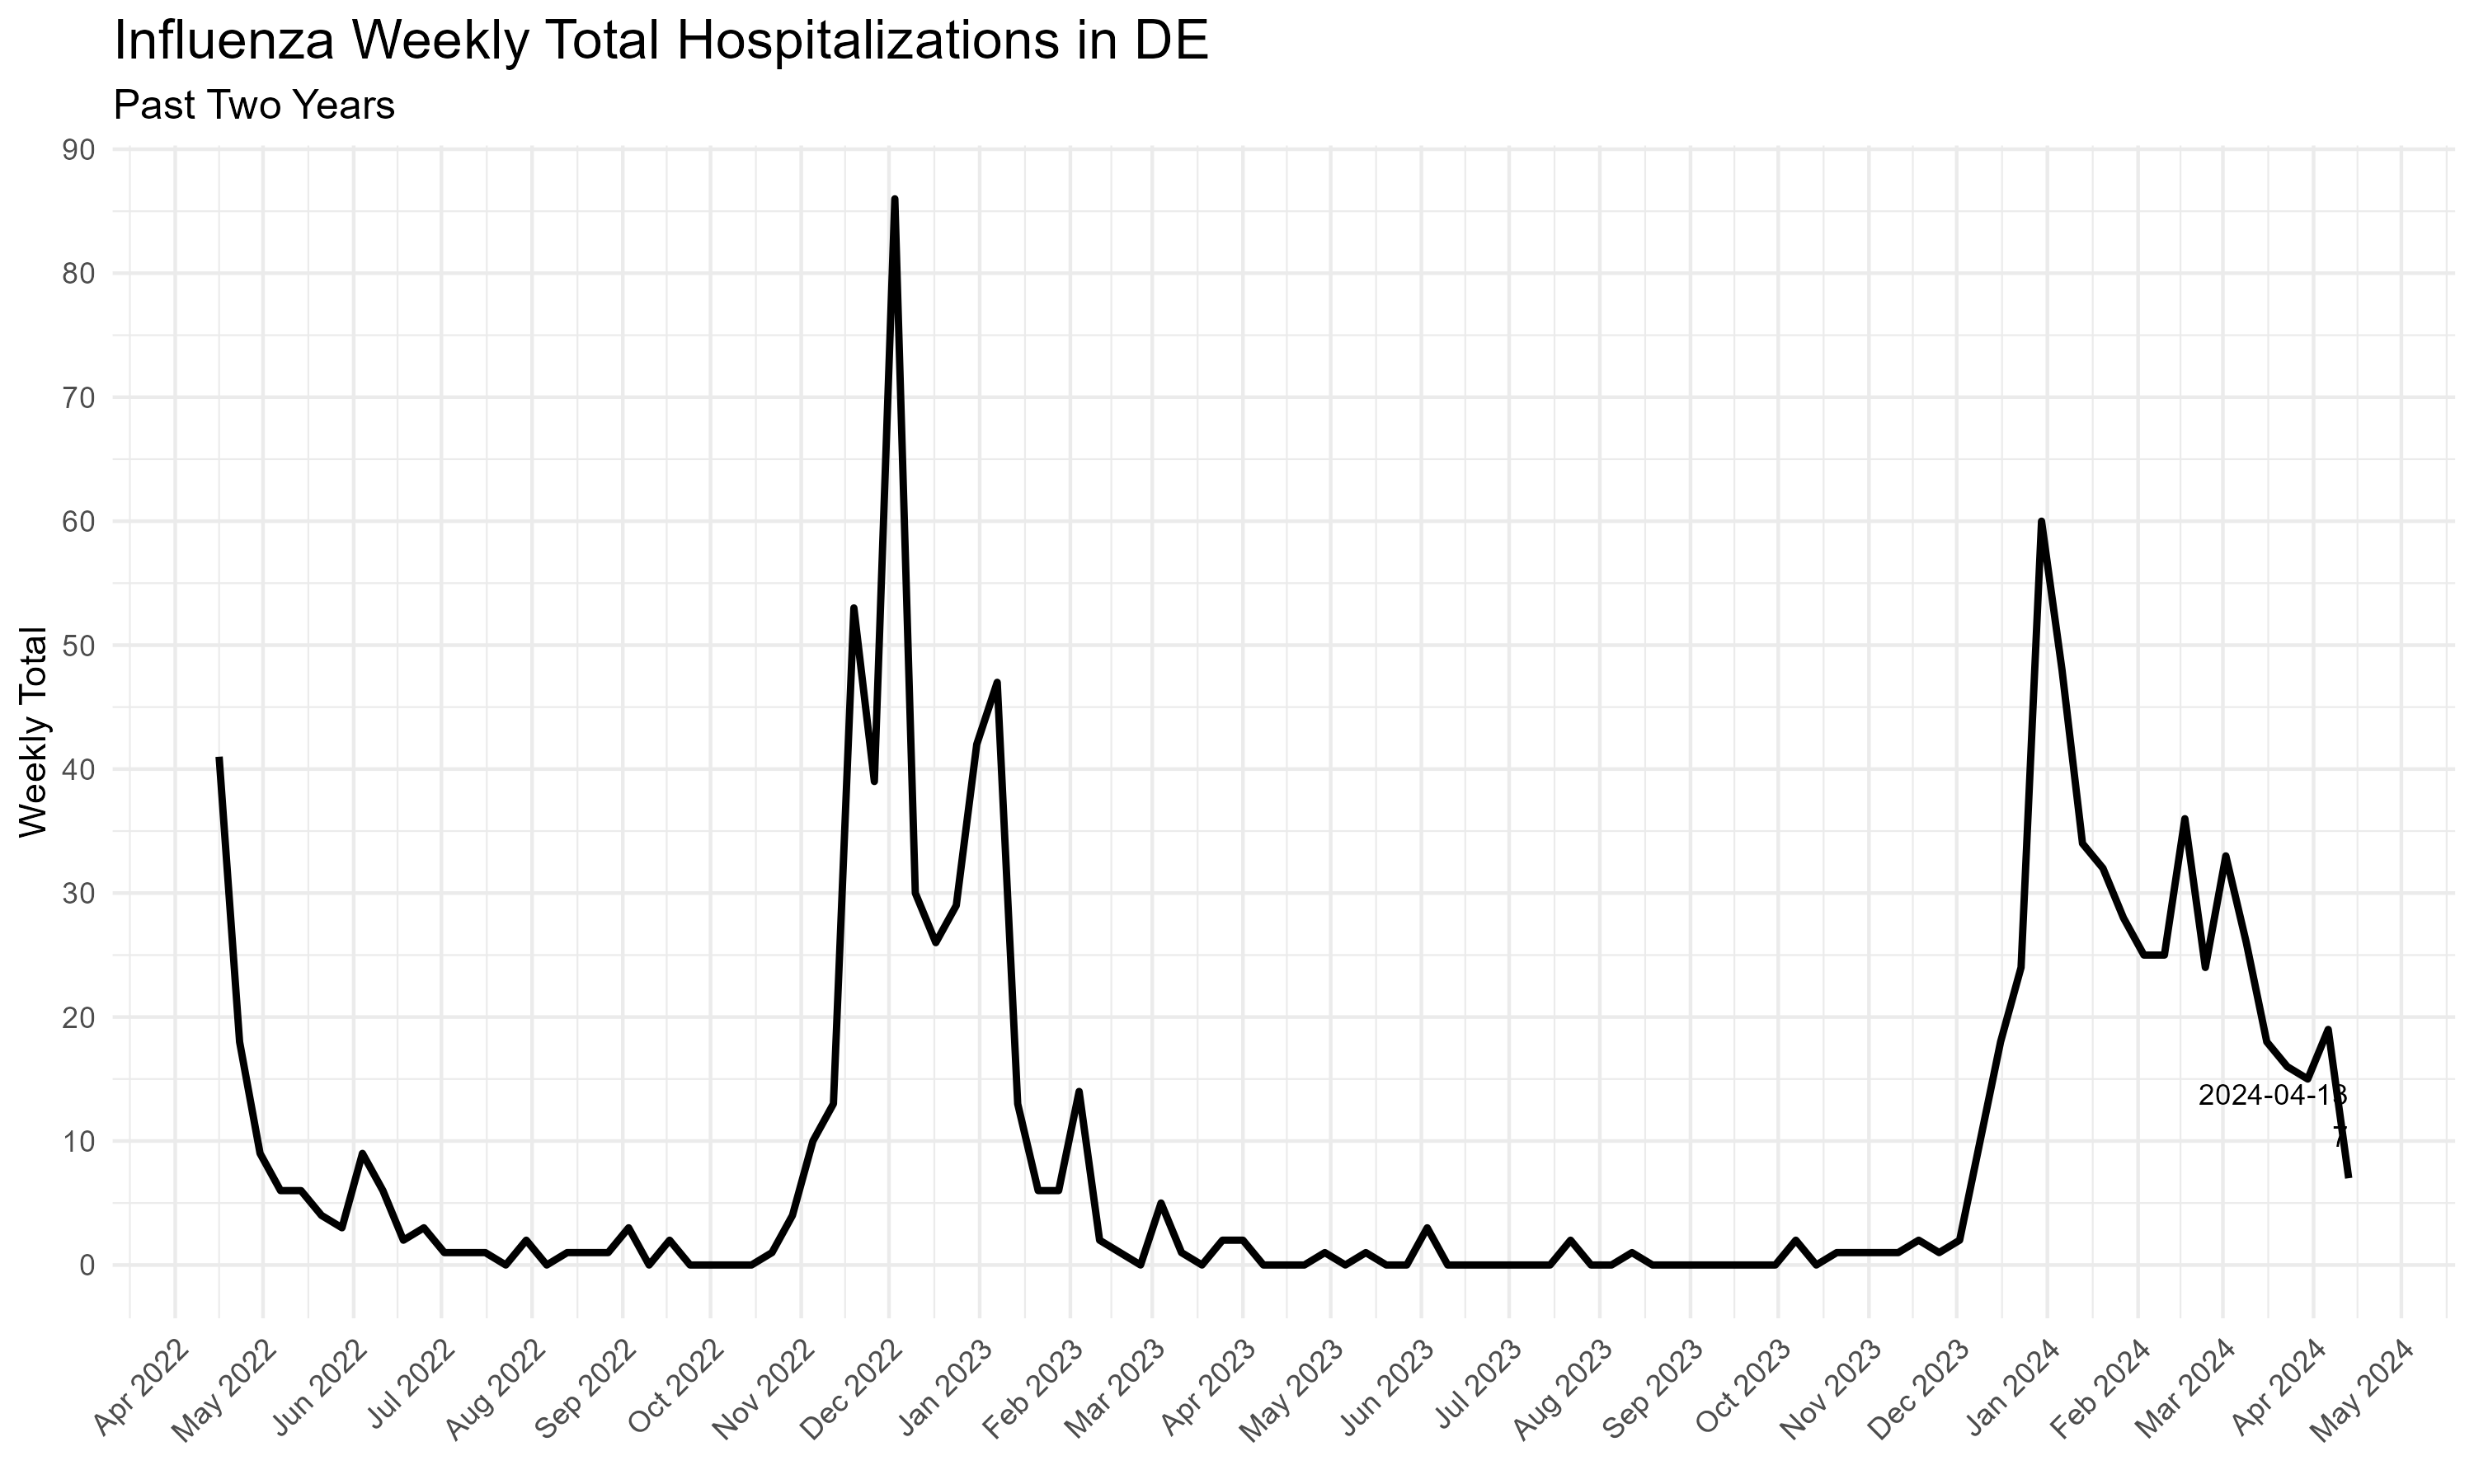 Influenza Weekly Total Hospitalizations in DE
Past Two Years
Weekly Total
90
80
70
60
50
40
30
20
10
0
2024-04-13
7
Apr 2022
May 2022
Jun 2022
Jul 2022
Aug 2022
Sep 2022
Oct 2022
Nov 2022
Dec 2022
Jan 2023
Feb 2023
Mar 2023
Apr 2023
May 2023
Jun 2023
Jul 2023
Aug 2023
Sep 2023
Oct 2023
Nov 2023
Dec 2023
Jan 2024
Feb 2024
Mar 2024
Apr 2024
May 2024